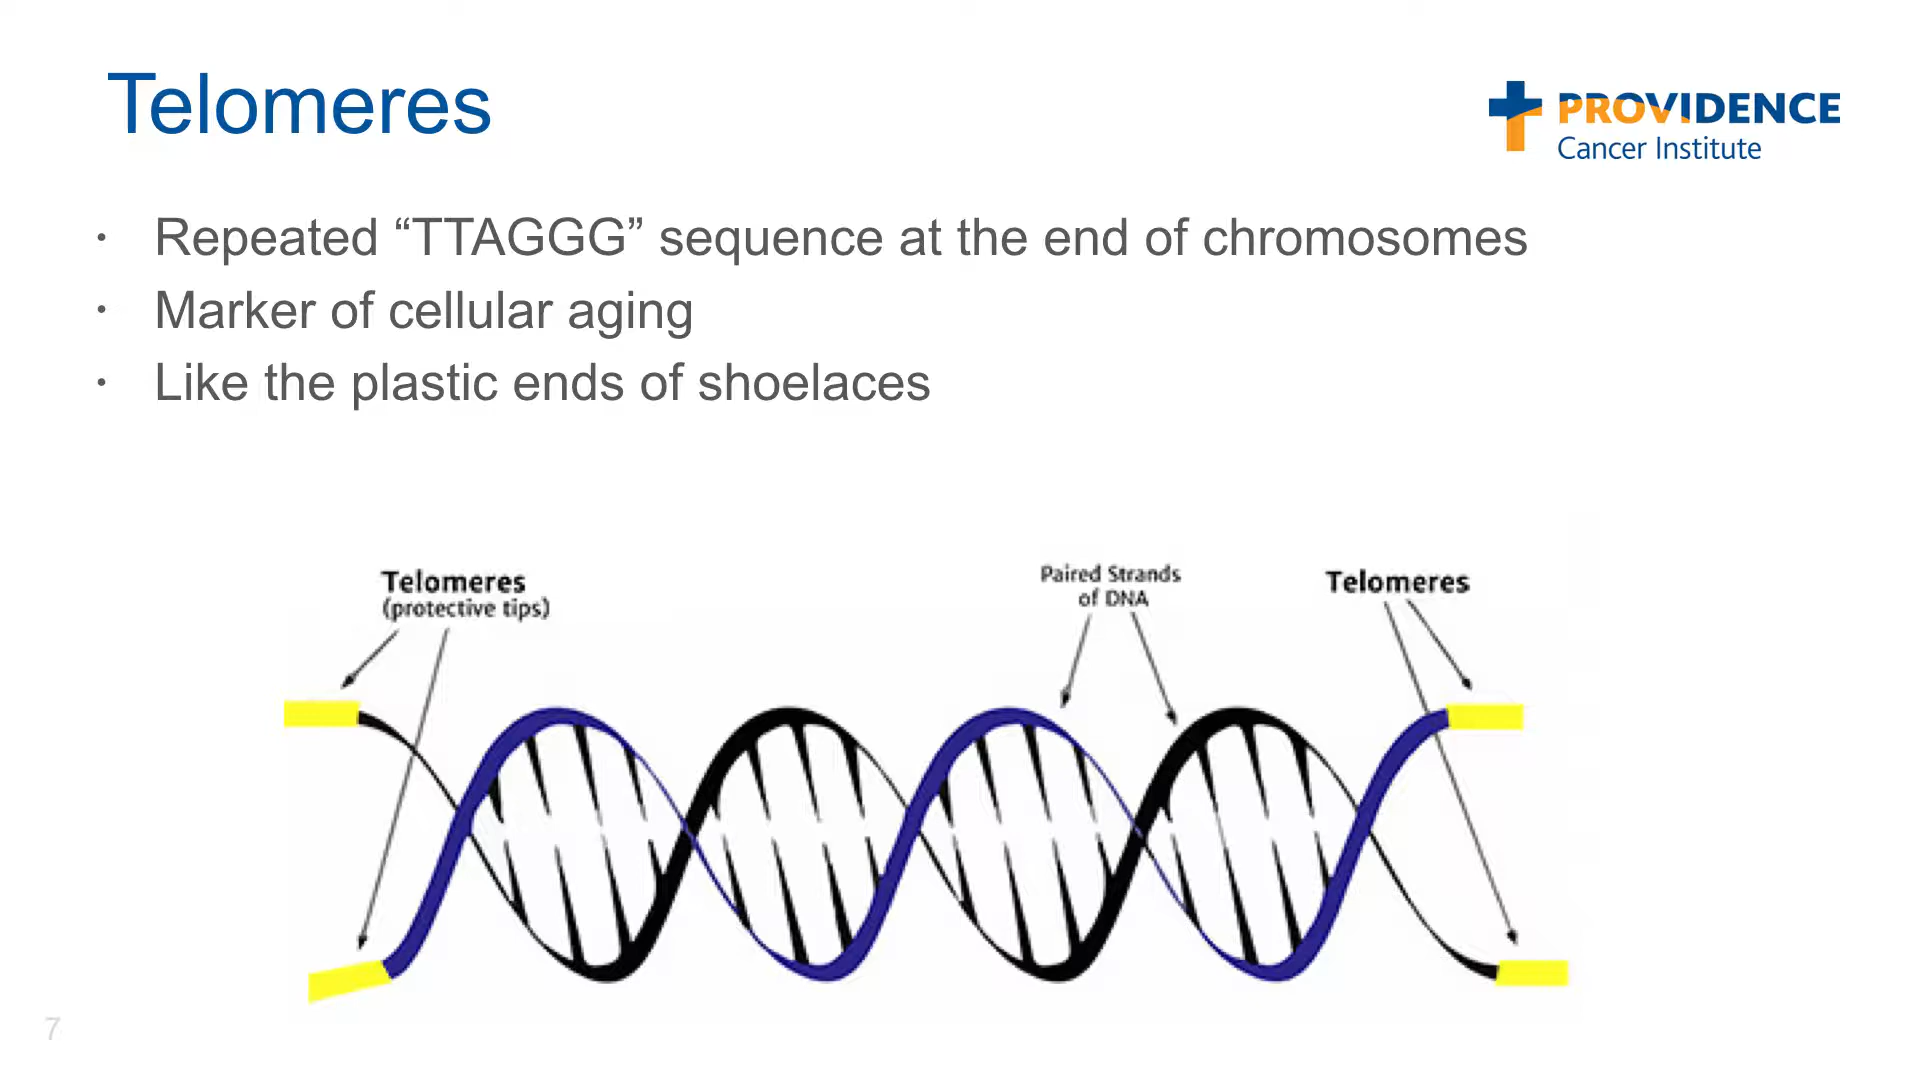 Telomeres
PROVIDENCE
Cancer Institute
· Repeated “TTAGGG” sequence at the end of chromosomes
· Marker of cellular aging
· Like the plastic ends of shoelaces
Telomeres
(protective tips)
Paired Strands
of DNA
Telomeres
7